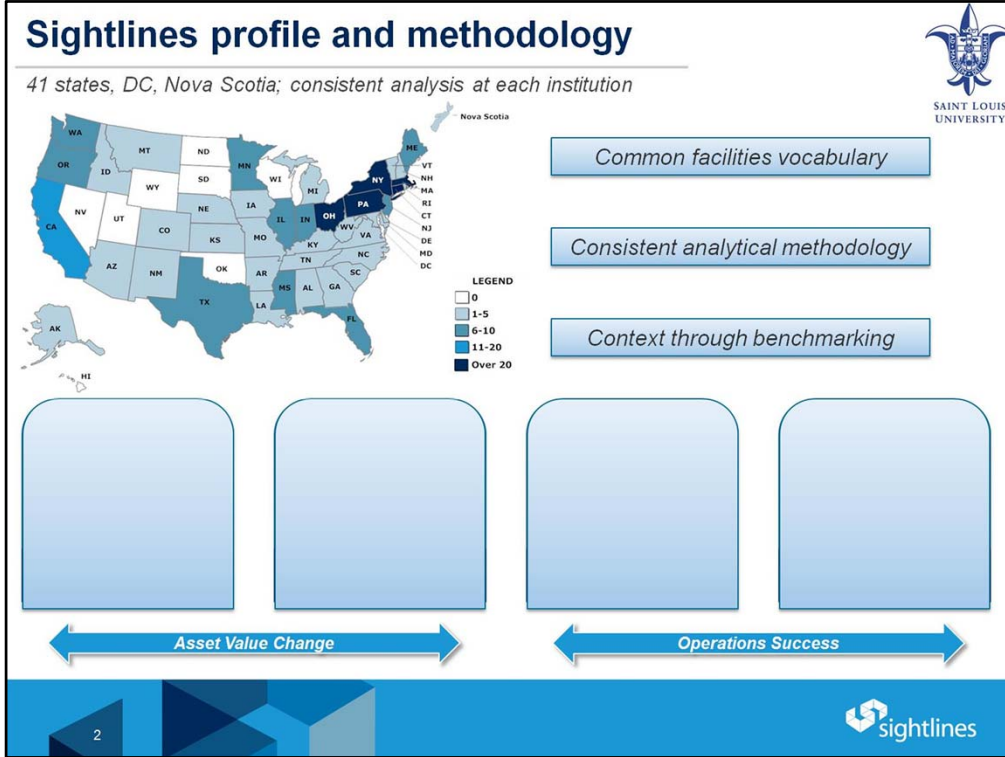 Sightlines profile and methodology
41 states, DC, Nova Scotia; consistent analysis at each institution
SAINT LOUIS
UNIVERSITY
Nova Scotia
WA
MT
ND
MN
ME
OR
ID
SD
WI
MI
NY
VT
NH
MA
RI
CT
NJ
DE
MD
DC
WY
NV
UT
CA
CO
NE
IA
IL
IN
OH
PA
KS
MO
KY
WV
VA
NC
TN
SC
AZ
NM
OK
AR
MS
AL
GA
TX
LA
FL
AK
HI
LEGEND
0
1-5
6-10
11-20
Over 20
Common facilities vocabulary
Consistent analytical methodology
Context through benchmarking
Asset Value Change
Operations Success
2
sightlines